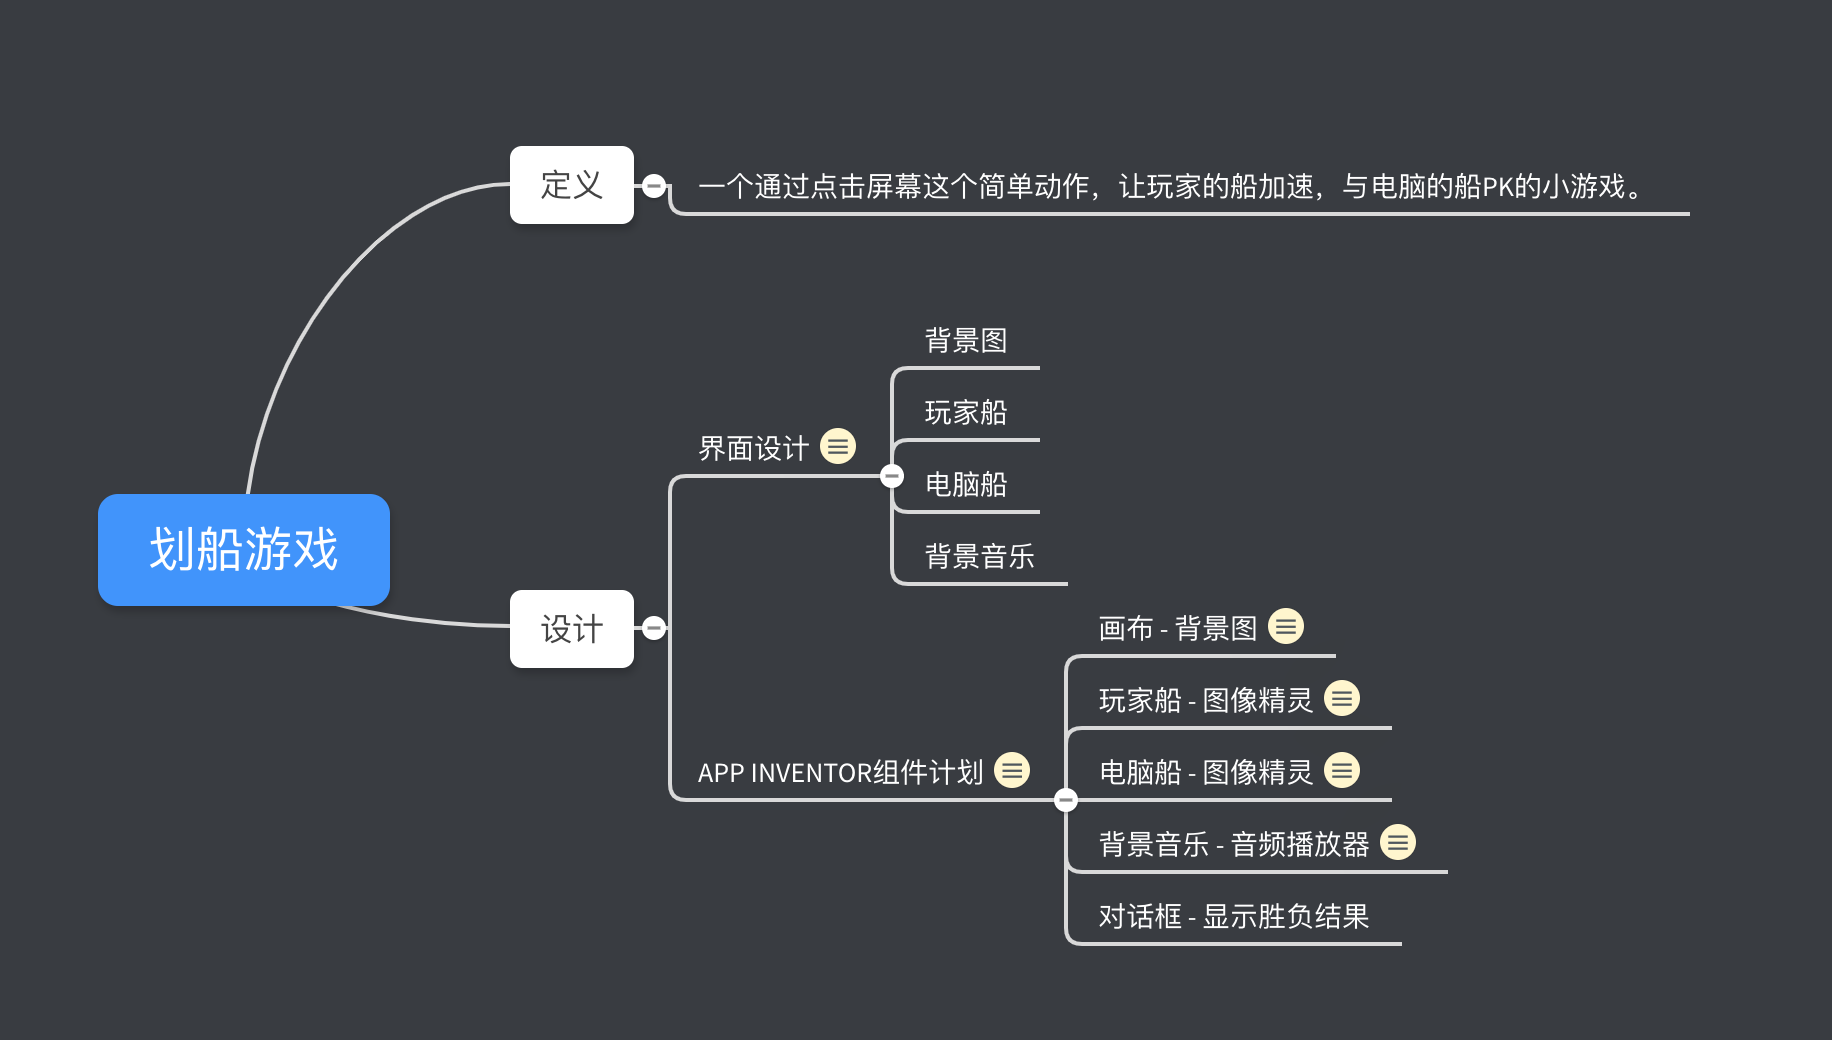 划船游戏
定义
一个通过点击屏幕这个简单动作，让玩家的船加速，与电脑的船PK的小游戏。
设计
界面设计
背景图
玩家船
电脑船
背景音乐
APP INVENTOR组件计划
画布 - 背景图
玩家船 - 图像精灵
电脑船 - 图像精灵
背景音乐 - 音频播放器
对话框 - 显示胜负结果